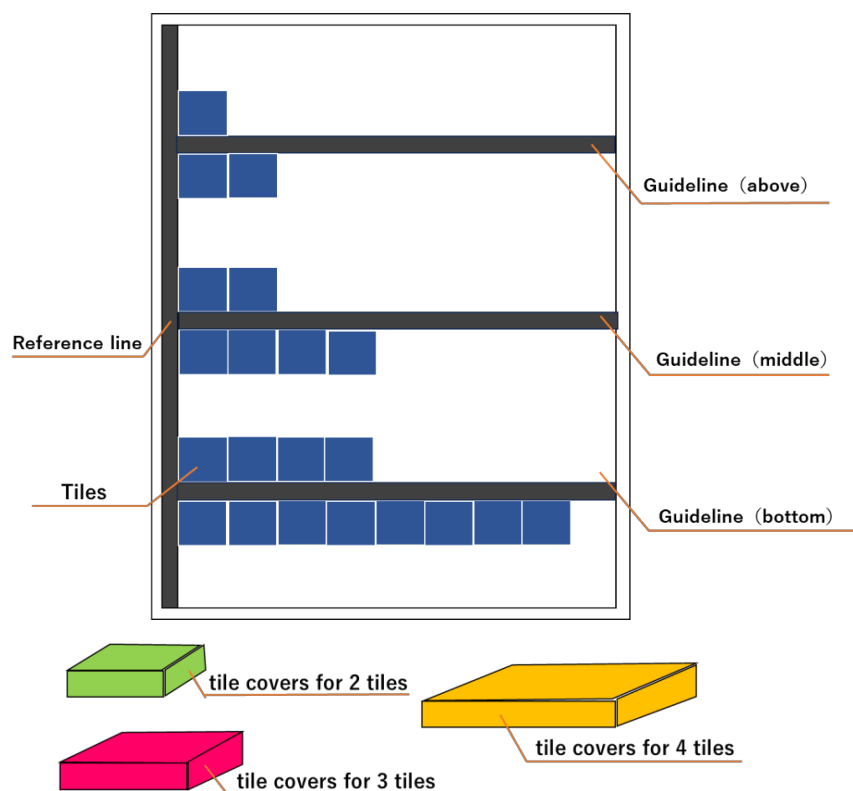 Guideline（above）
Reference line
Guideline（middle）
Tiles
Guideline（bottom）
tile covers for 2 tiles
tile covers for 4 tiles
tile covers for 3 tiles